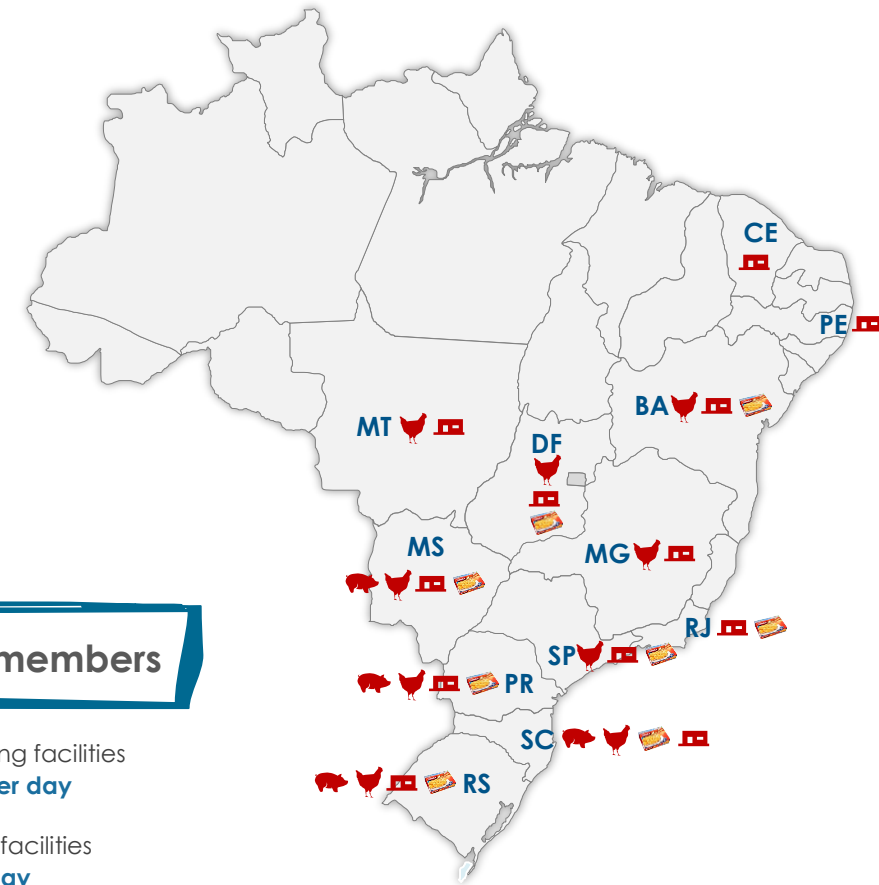 CE
PE
BA
MT
DF
MS
MG
RJ
SP
PR
SC
RS
members
ng facilities
er day
facilities
ay